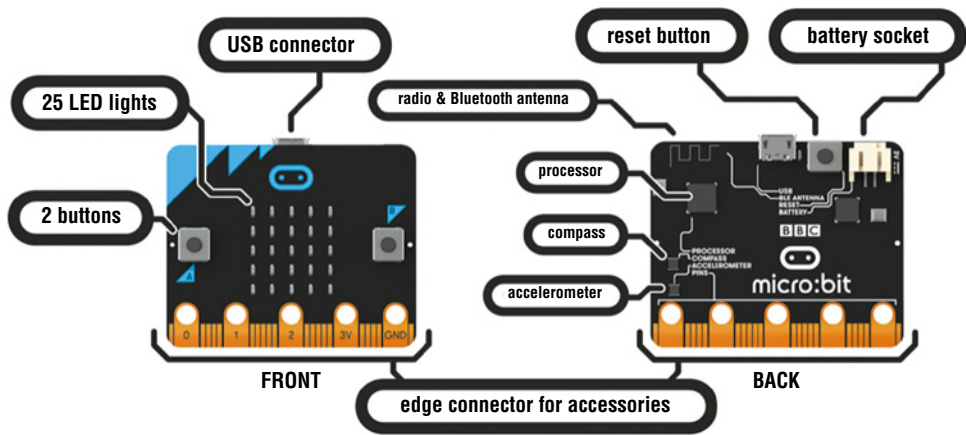 USB connector
reset button
battery socket
25 LED lights
radio & Bluetooth antenna
processor
2 buttons
compass
accelerometer
B
A
0 1 2 3V GND
3V
USB
BLE ANTENNA
RESET
BATTERY
BBC
PROCESSOR
COMPASS
ACCELEROMETER
PINS
micro:bit
FRONT
BACK
edge connector for accessories